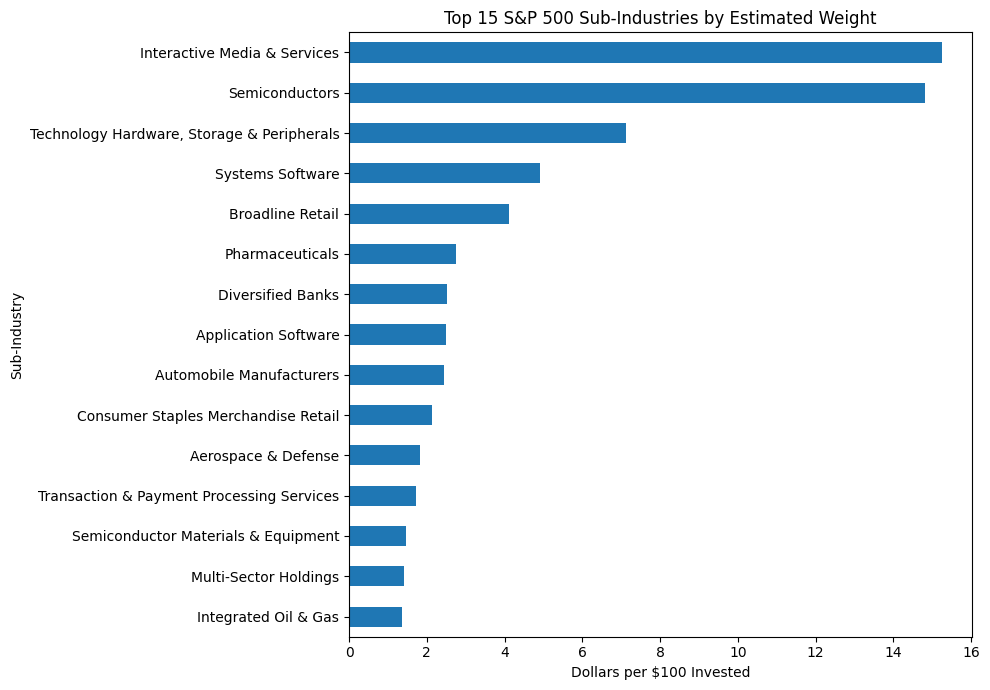 Top 15 S&P 500 Sub-Industries by Estimated Weight
Sub-Industry
Interactive Media & Services
Semiconductors
Technology Hardware, Storage & Peripherals
Systems Software
Broadline Retail
Pharmaceuticals
Diversified Banks
Application Software
Automobile Manufacturers
Consumer Staples Merchandise Retail
Aerospace & Defense
Transaction & Payment Processing Services
Semiconductor Materials & Equipment
Multi-Sector Holdings
Integrated Oil & Gas
0 2 4 6 8 10 12 14 16
Dollars per $100 Invested